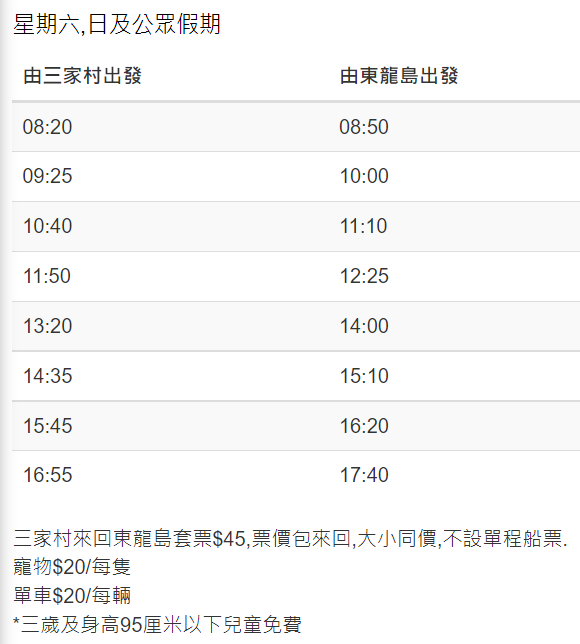 星期六,日及公眾假期
由三家村出發 由東龍島出發
08:20 08:50
09:25 10:00
10:40 11:10
11:50 12:25
13:20 14:00
14:35 15:10
15:45 16:20
16:55 17:40
三家村來回東龍島套票$45,票價包來回,大小同價,不設單程船票.
寵物$20/每隻
單車$20/每輛
*三歲及身高95厘米以下兒童免費